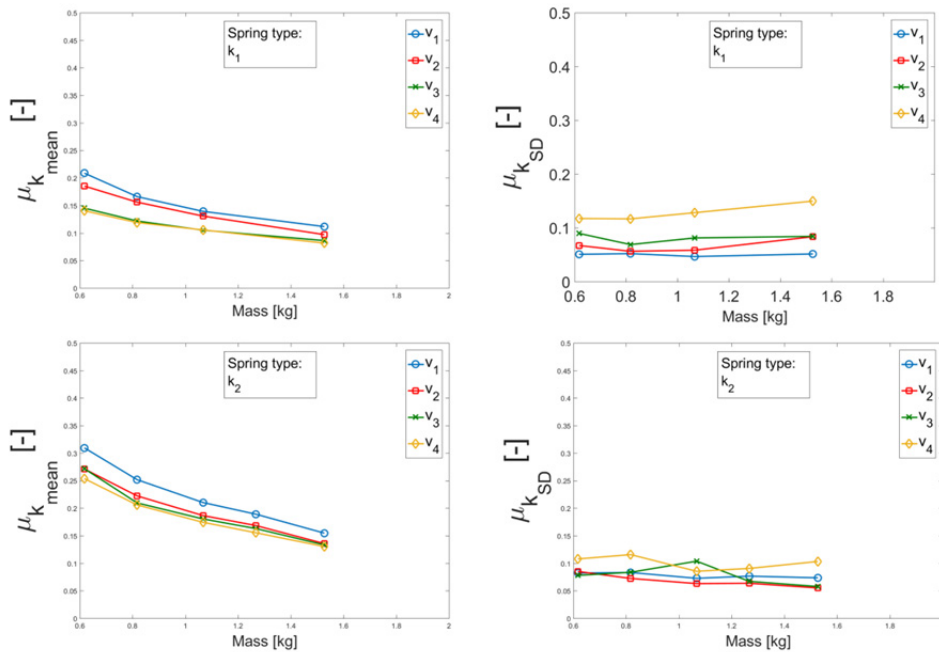 0.5
0.45
0.4
0.35
0.3
0.25
0.2
0.15
0.1
0.05
0
0.6
0.8
1
1.2
1.4
1.6
1.8
2
Mass [kg]
μk mean [-]
Spring type:
k1
v1
v2
v3
v4
0.5
0.4
0.3
0.2
0.1
0
0.6
0.8
1
1.2
1.4
1.6
1.8
Mass [kg]
μk SD [-]
Spring type:
k1
v1
v2
v3
v4
0.5
0.45
0.4
0.35
0.3
0.25
0.2
0.15
0.1
0.05
0
0.6
0.8
1
1.2
1.4
1.6
1.8
2
Mass [kg]
μk mean [-]
Spring type:
k2
v1
v2
v3
v4
0.5
0.45
0.4
0.35
0.3
0.25
0.2
0.15
0.1
0.05
0
0.6
0.8
1
1.2
1.4
1.6
1.8
Mass [kg]
μk SD [-]
Spring type:
k2
v1
v2
v3
v4